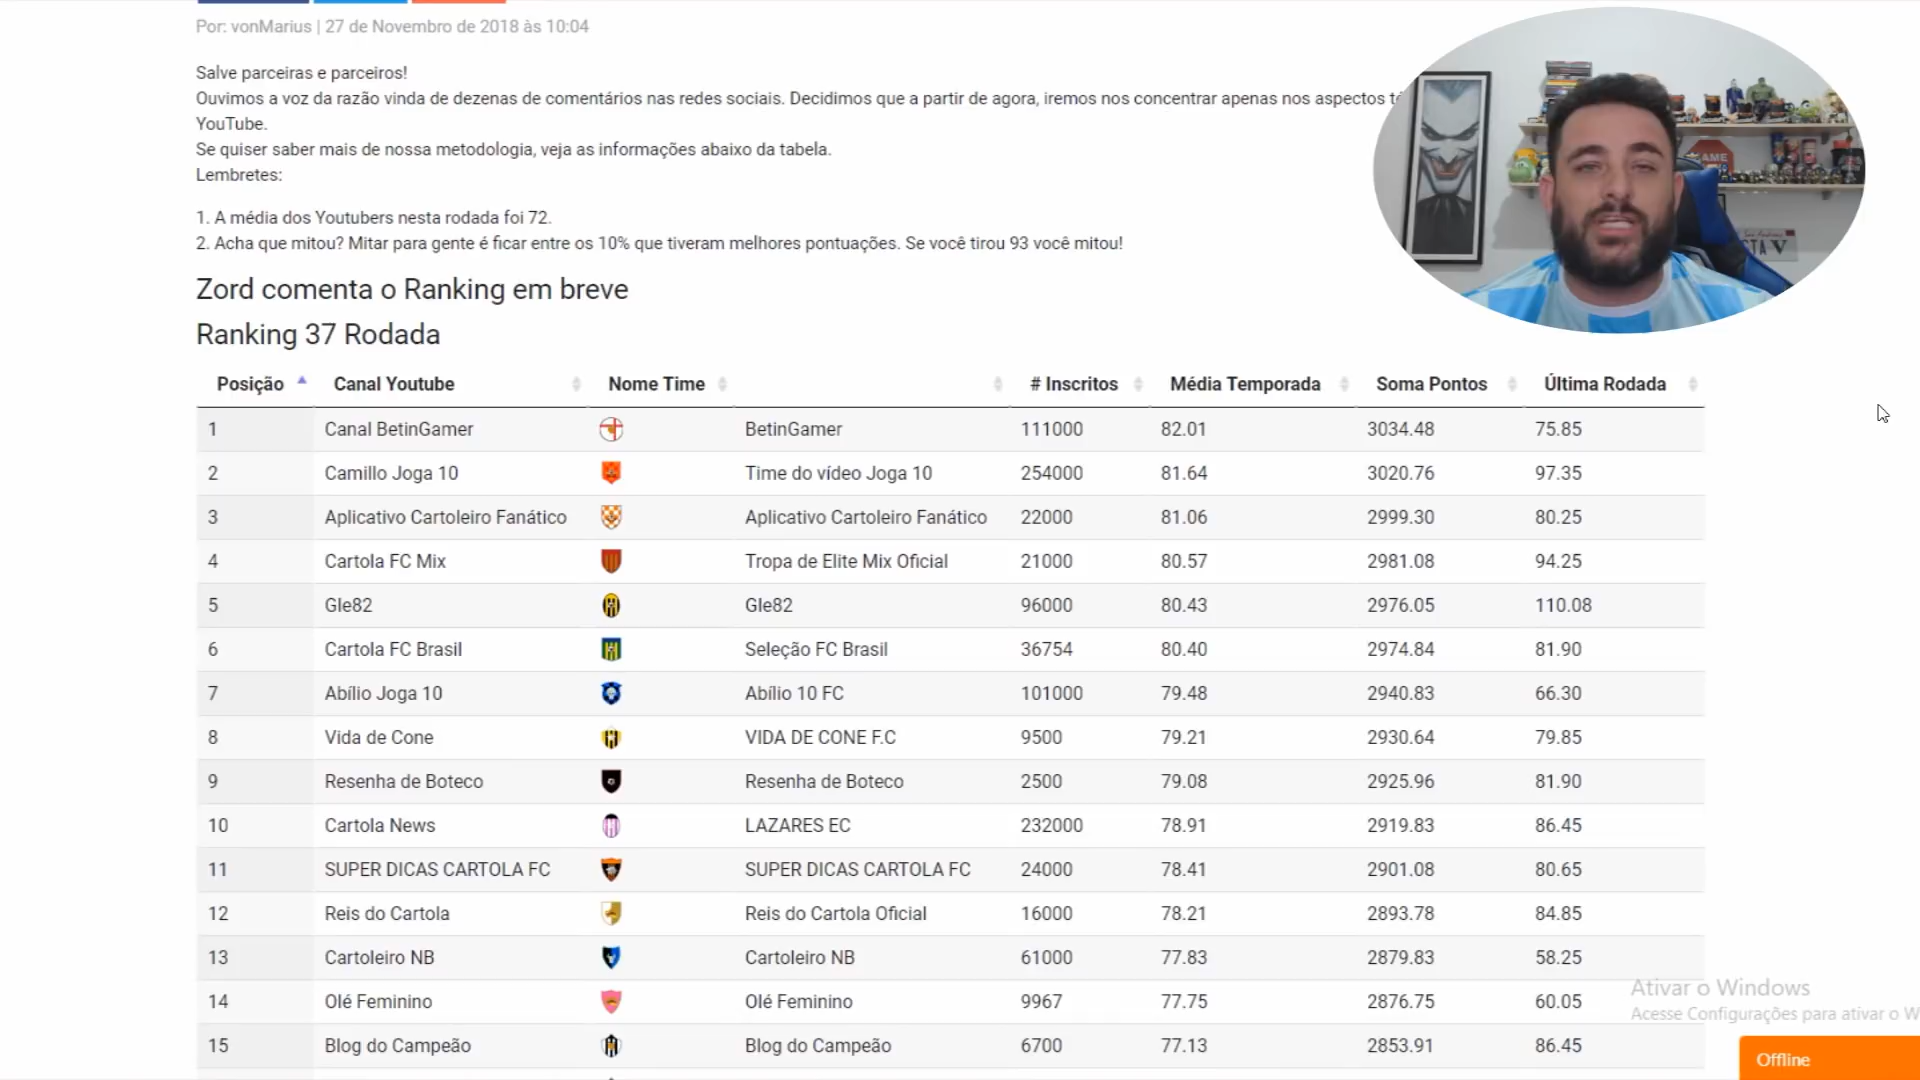 Por: vonMarius | 27 de Novembro de 2018 às 10:04
Salve parceiras e parceiros!
Ouvimos a voz da razão vinda de dezenas de comentários nas redes sociais. Decidimos que a partir de agora, iremos nos concentrar apenas nos aspectos
YouTube.
Se quiser saber mais de nossa metodologia, veja as informações abaixo da tabela.
Lembretes:
1. A média dos Youtubers nesta rodada foi 72.
2. Acha que mitou? Mitar para gente é ficar entre os 10% que tiveram melhores pontuações. Se você tirou 93 você mitou!
Zord comenta o Ranking em breve
Ranking 37 Rodada
Posição Canal Youtube Nome Time # Inscritos Média Temporada Soma Pontos Última Rodada
1 Canal BetinGamer BetinGamer 111000 82.01 3034.48 75.85
2 Camillo Joga 10 Time do vídeo Joga 10 254000 81.64 3020.76 97.35
3 Aplicativo Cartoleiro Fanático Aplicativo Cartoleiro Fanático 22000 81.06 2999.30 80.25
4 Cartola FC Mix Tropa de Elite Mix Oficial 21000 80.57 2981.08 94.25
5 Gle82 Gle82 96000 80.43 2976.05 110.08
6 Cartola FC Brasil Seleção FC Brasil 36754 80.40 2974.84 81.90
7 Abílio Joga 10 Abílio 10 FC 101000 79.48 2940.83 66.30
8 Vida de Cone VIDA DE CONE F.C 9500 79.21 2930.64 79.85
9 Resenha de Boteco Resenha de Boteco 2500 79.08 2925.96 81.90
10 Cartola News LAZARES EC 232000 78.91 2919.83 86.45
11 SUPER DICAS CARTOLA FC SUPER DICAS CARTOLA FC 24000 78.41 2901.08 80.65
12 Reis do Cartola Reis do Cartola Oficial 16000 78.21 2893.78 84.85
13 Cartoleiro NB Cartoleiro NB 61000 77.83 2879.83 58.25
14 Olé Feminino Olé Feminino 9967 77.75 2876.75 60.05
15 Blog do Campeão Blog do Campeão 6700 77.13 2853.91 86.45
Ativar o Windows
Acesse Configurações para ativar o W
Offline